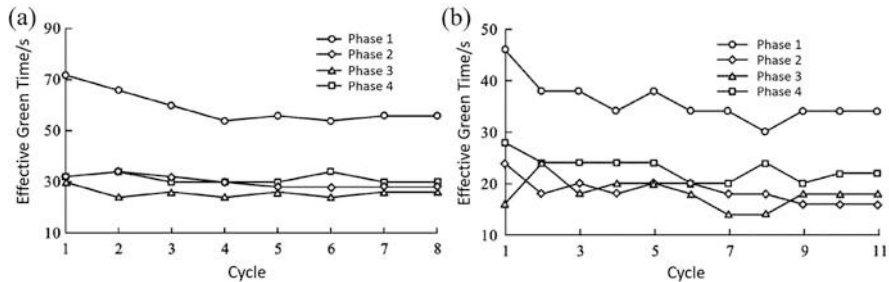 (a)
Effective Green Time/s
90
70
50
30
10
Phase 1
Phase 2
Phase 3
Phase 4
1 2 3 4 5 6 7 8
Cycle
(b)
Effective Green Time/s
50
40
30
20
10
Phase 1
Phase 2
Phase 3
Phase 4
1 3 5 7 9 11
Cycle